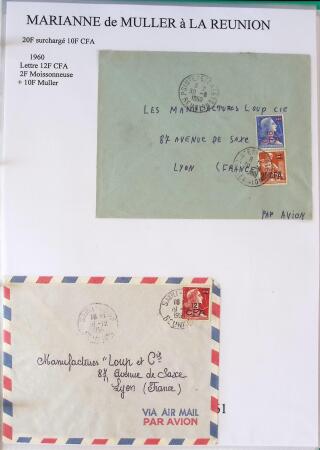 MARIANNE de MULLER à LA REUNION
20F surchargé 10F CFA
1960
Lettre 12F CFA
2F Moissonneuse
+ 10F Muller
LES MANUFACTURES LOUP CIE
87 AVENUE DE SAXE
LYON (FRANCE)
PAR AVION
CFA
Manufactures "Loup et Cie
87, Avenue de Saxe
Lyon (France)
VIA AIR MAIL
PAR AVION